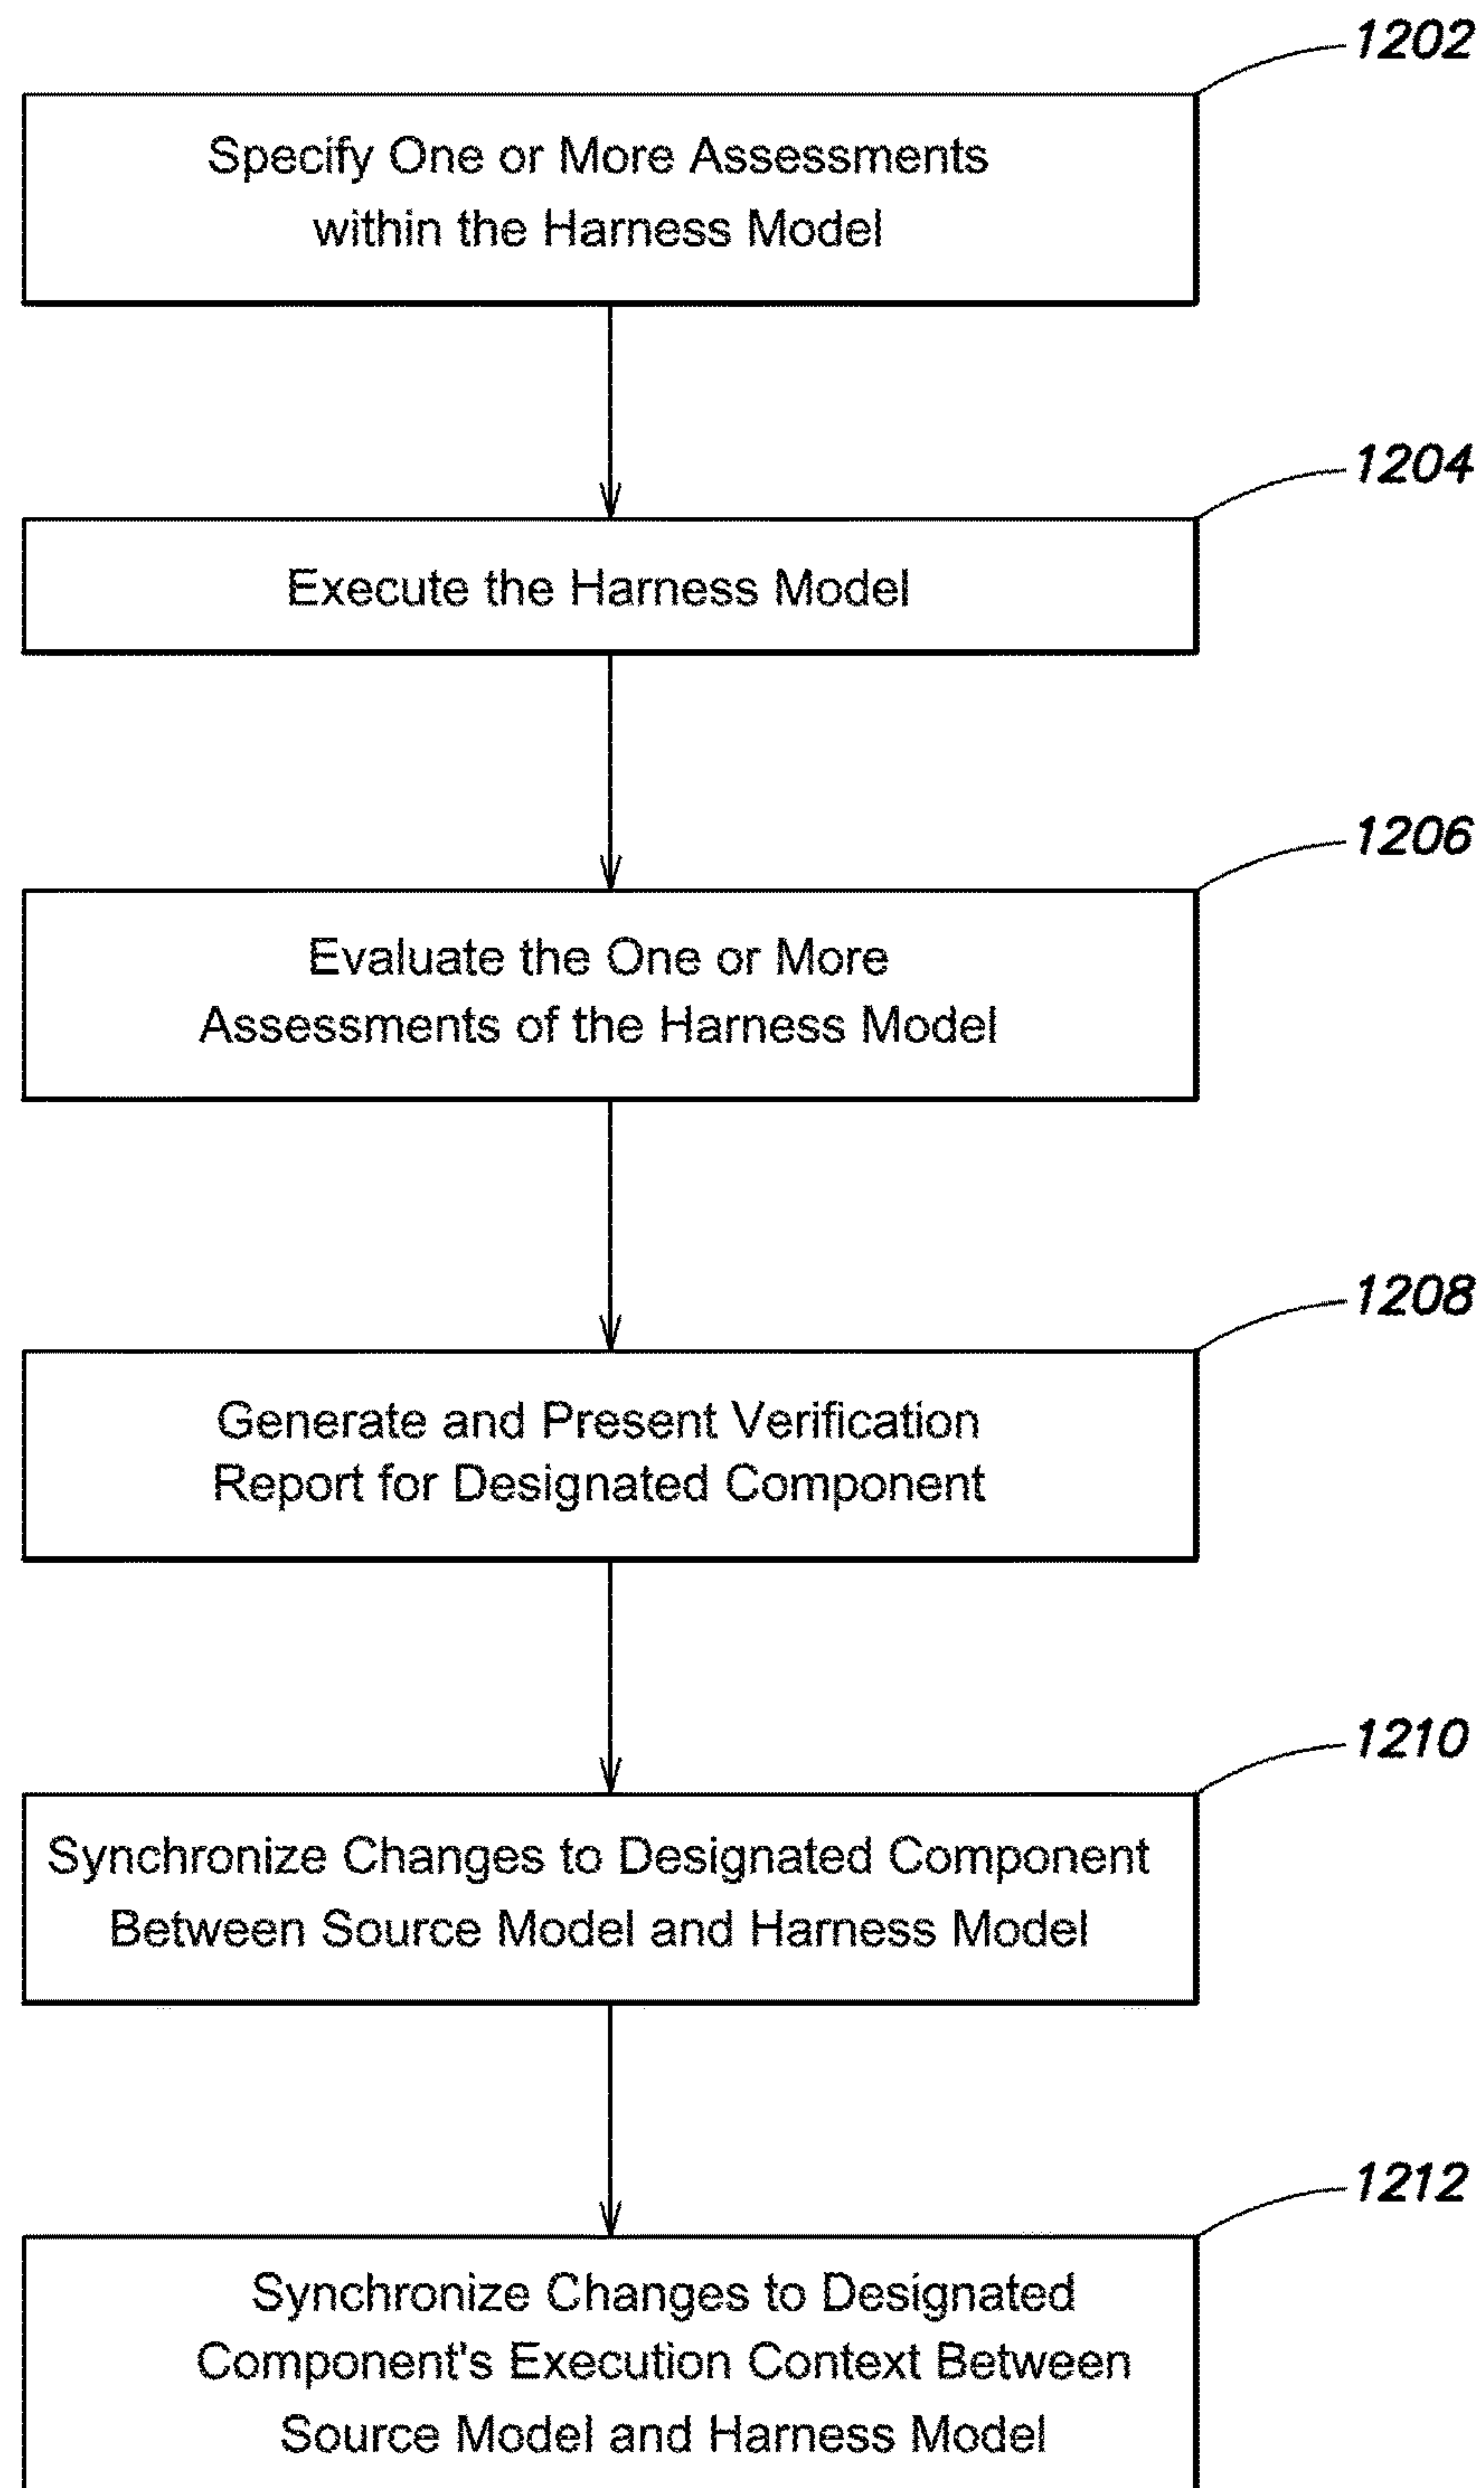 1202
Specify One or More Assessments
within the Harness Model
1204
Execute the Harness Model
1206
Evaluate the One or More
Assessments of the Harness Model
1208
Generate and Present Verification
Report for Designated Component
1210
Synchronize Changes to Designated Component
Between Source Model and Harness Model
1212
Synchronize Changes to Designated
Component's Execution Context Between
Source Model and Harness Model